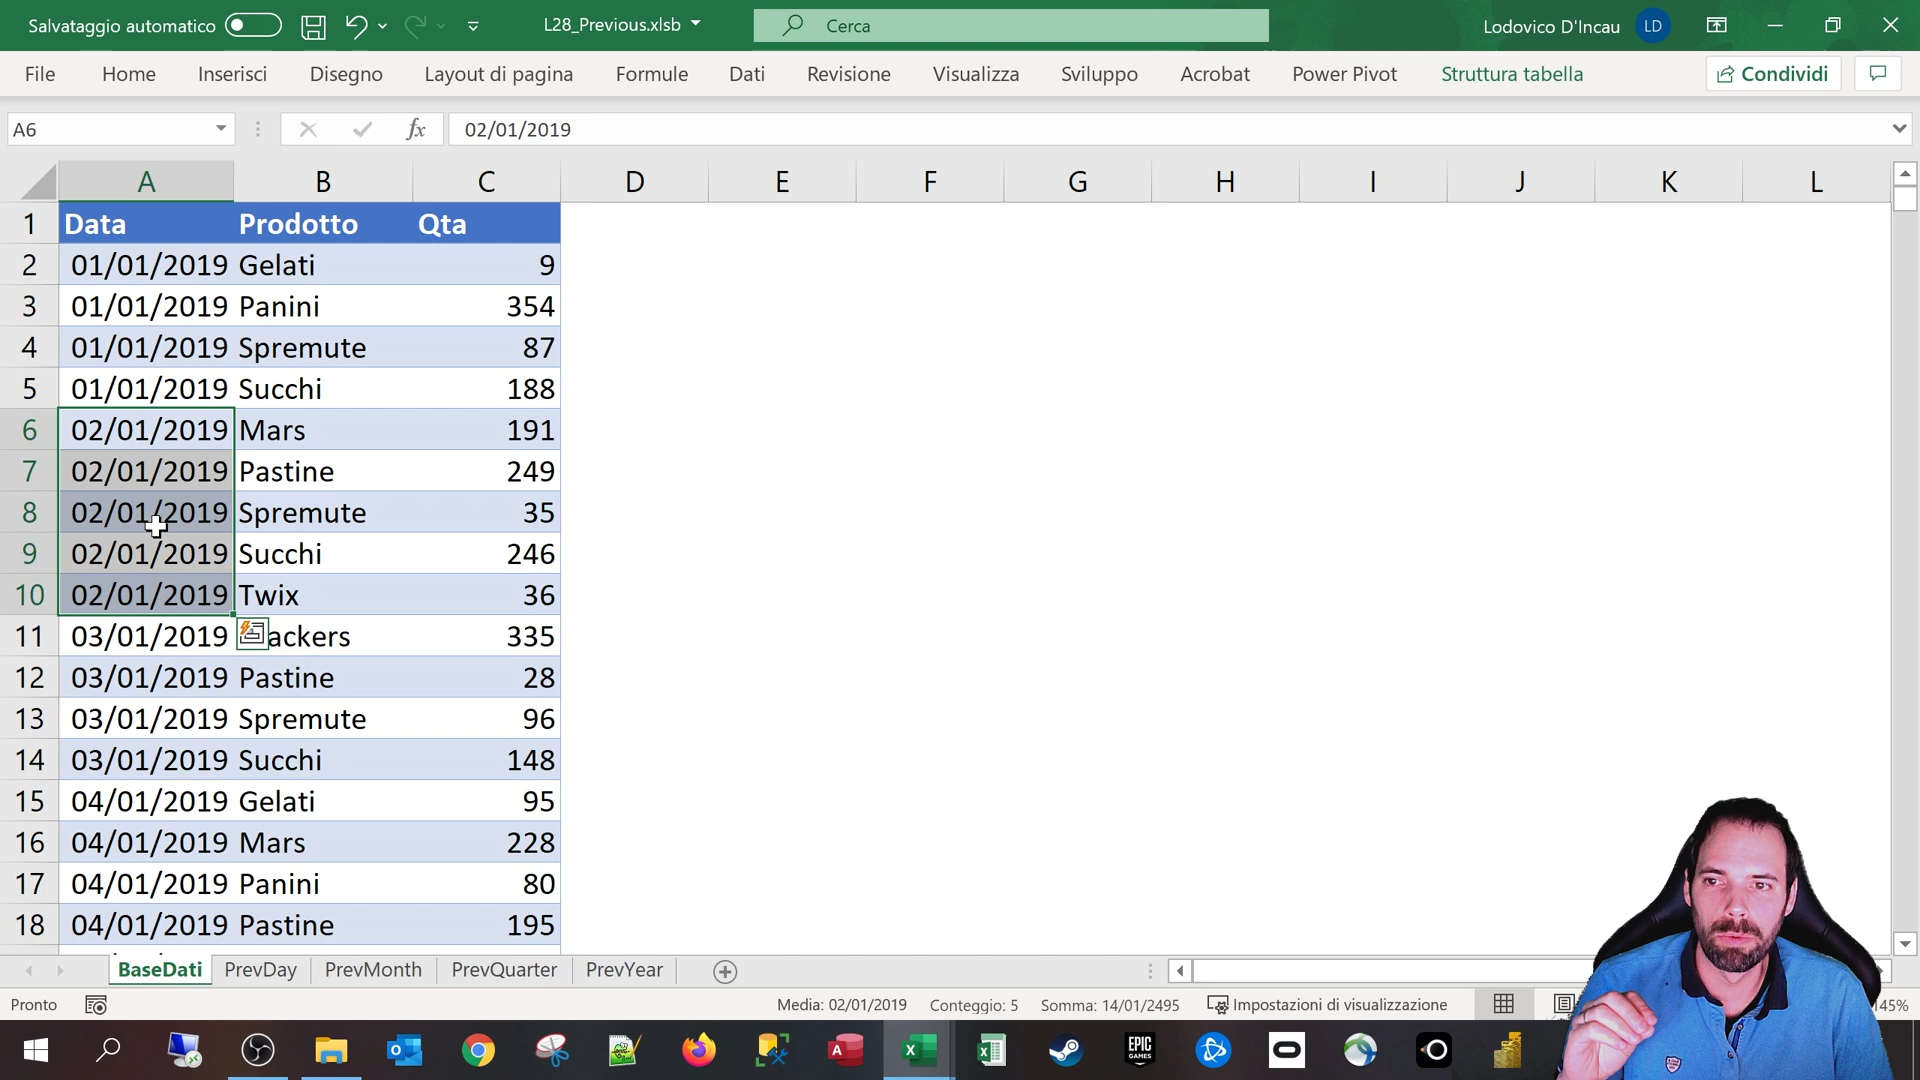 Salvataggio automatico L28_Previous.xlsb Cerca Lodovico D'Incau LD
File Home Inserisci Disegno Layout di pagina Formule Dati Revisione Visualizza Sviluppo Acrobat Power Pivot Struttura tabella Condividi
A6 fx 02/01/2019
A B C D E F G H I J K L
1 Data Prodotto Qta
2 01/01/2019 Gelati 9
3 01/01/2019 Panini 354
4 01/01/2019 Spremute 87
5 01/01/2019 Succhi 188
6 02/01/2019 Mars 191
7 02/01/2019 Pastine 249
8 02/01/2019 Spremute 35
9 02/01/2019 Succhi 246
10 02/01/2019 Twix 36
11 03/01/2019 ackers 335
12 03/01/2019 Pastine 28
13 03/01/2019 Spremute 96
14 03/01/2019 Succhi 148
15 04/01/2019 Gelati 95
16 04/01/2019 Mars 228
17 04/01/2019 Panini 80
18 04/01/2019 Pastine 195
BaseDati PrevDay PrevMonth PrevQuarter PrevYear
Pronto Media: 02/01/2019 Conteggio: 5 Somma: 14/01/2495 Impostazioni di visualizzazione 45%
EPIC GAMES